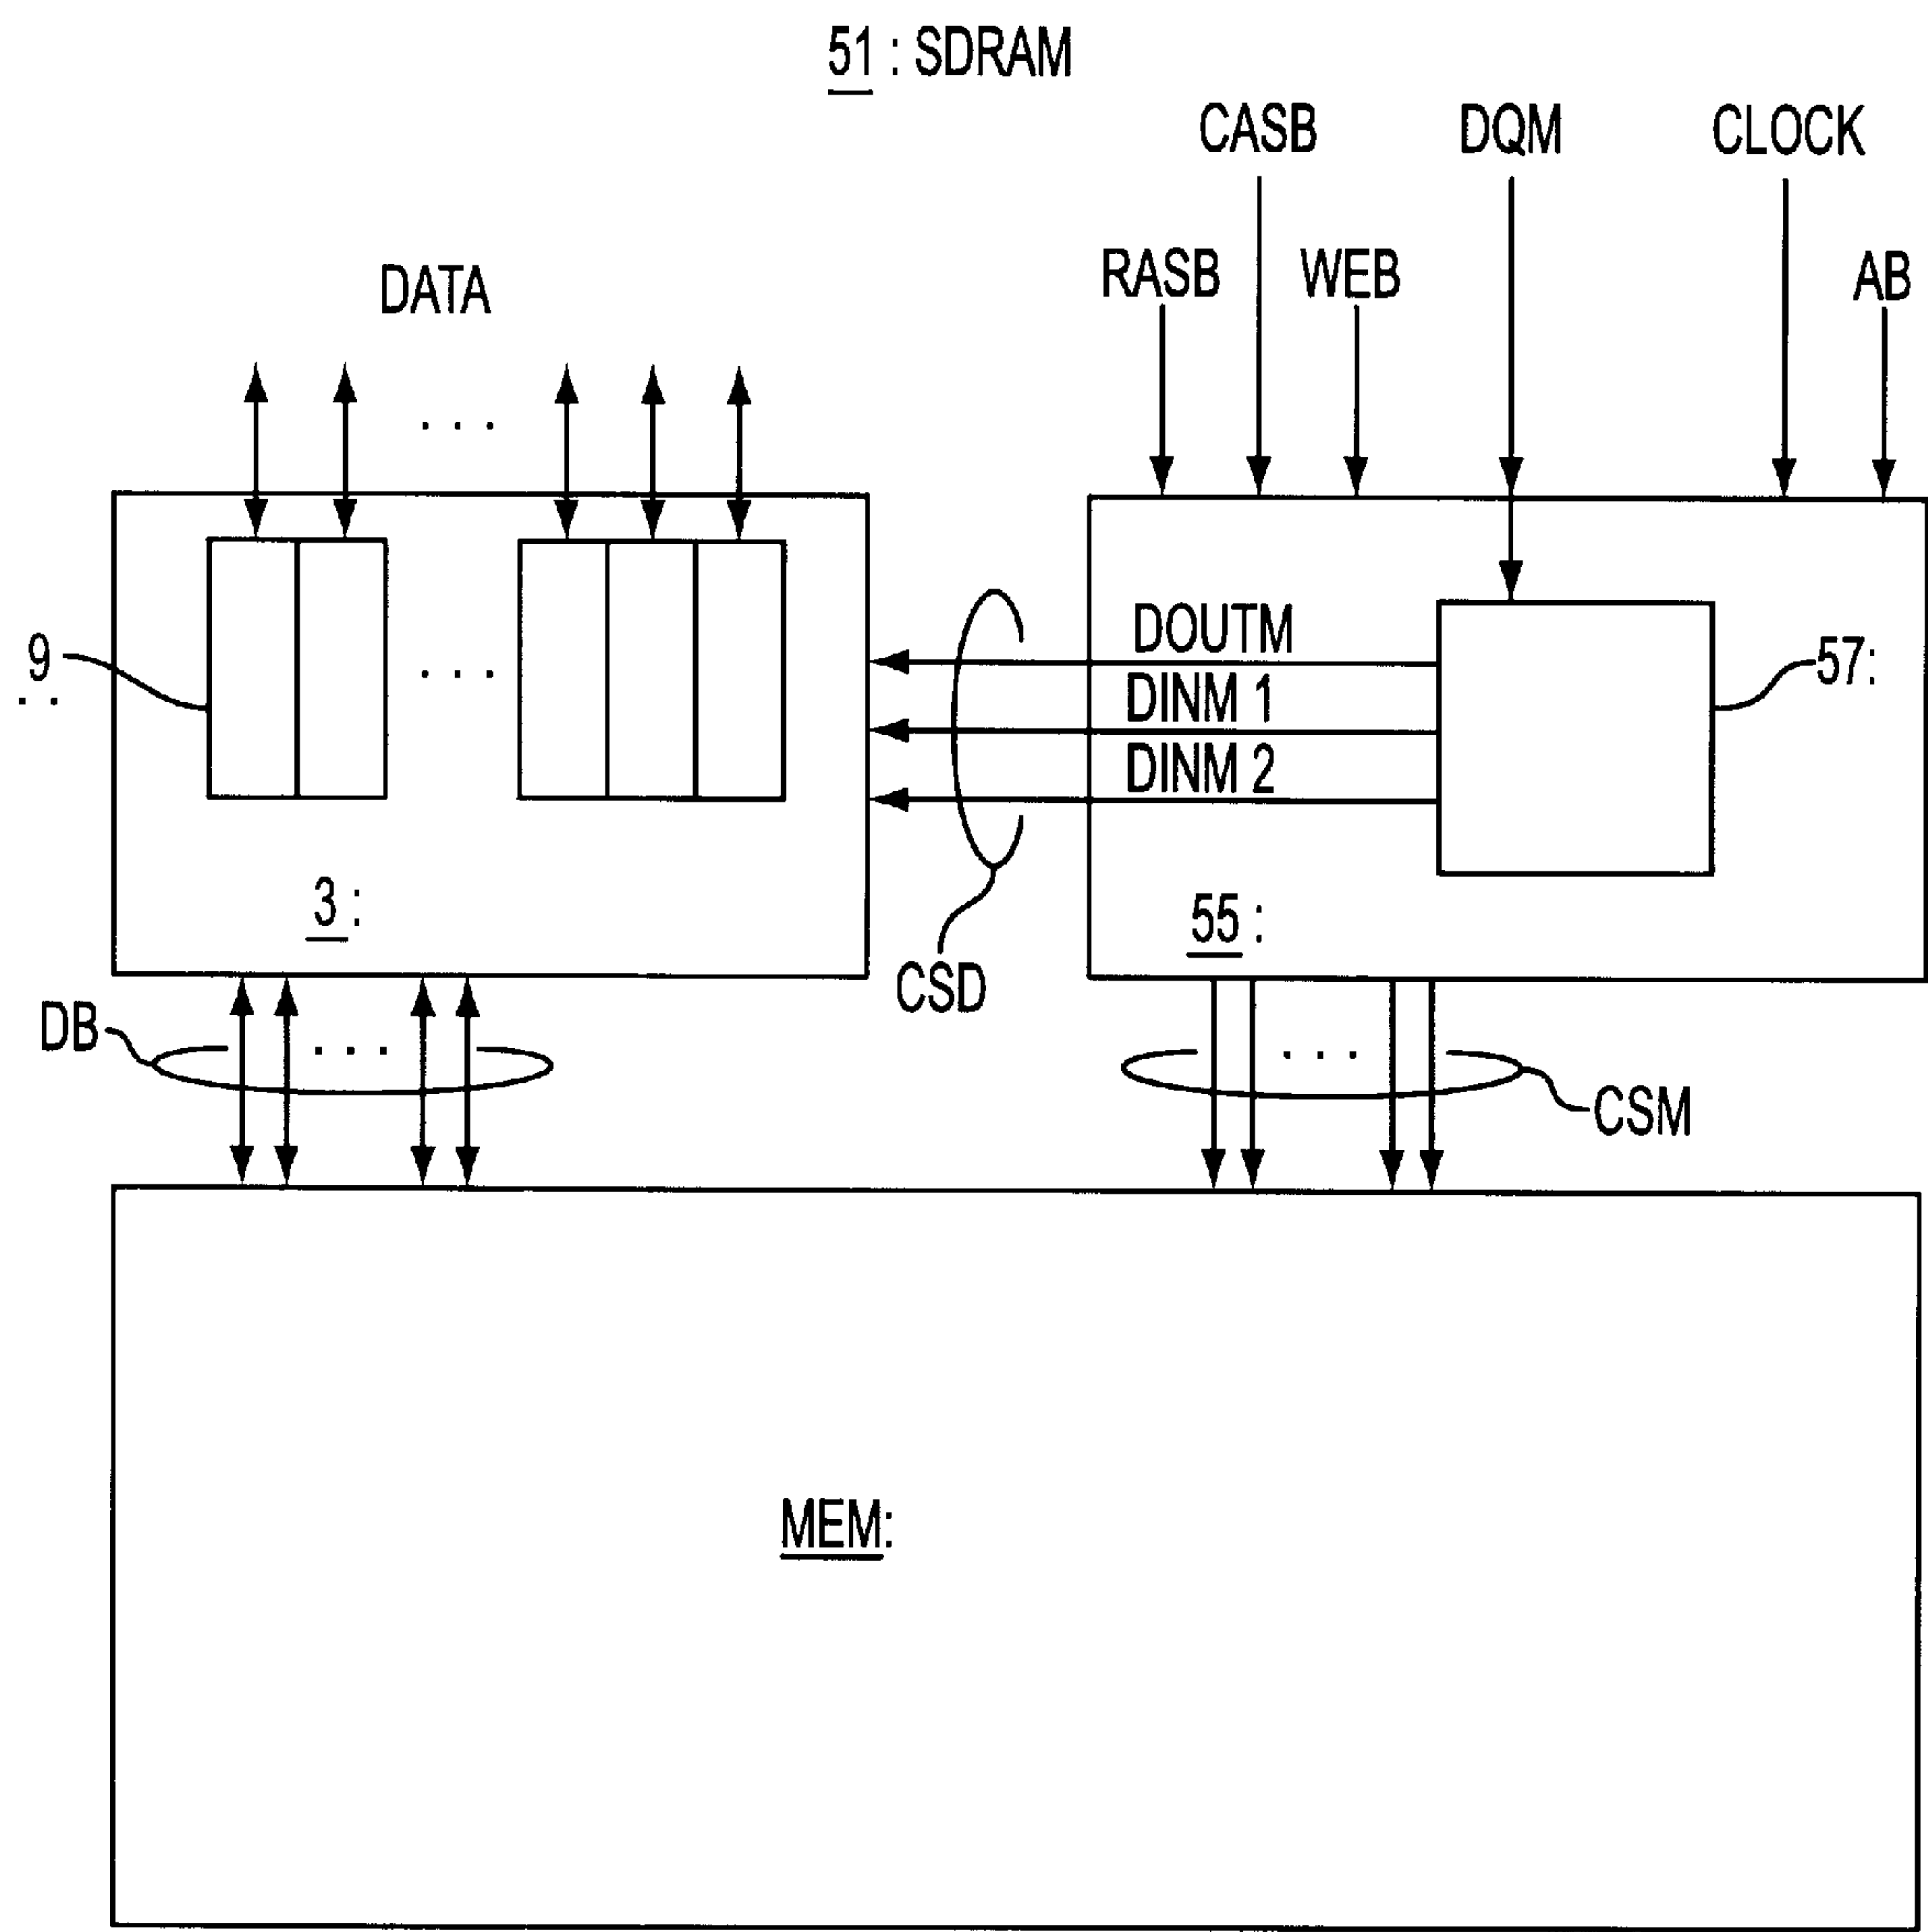 51 : SDRAM
CASB DQM CLOCK
DATA RASB WEB AB
. . .
DOUTM
9 . . . 57:
. .
DINM 1
DINM 2
3 : 55 :
CSD
DB . . . . . .
CSM
MEM: